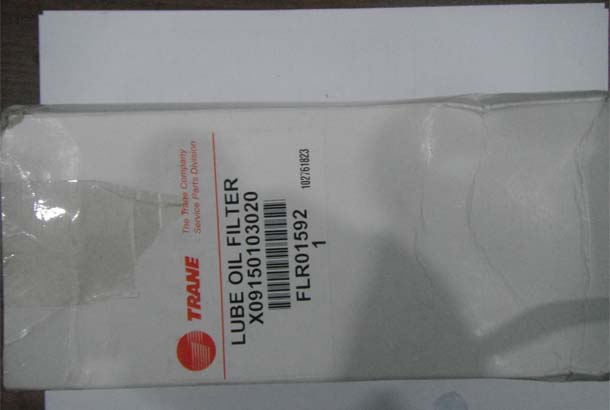 TRANE
The Trane Company
Service Parts Division
LUBE OIL FILTER
X09150103020
FLR01592
1
102761823